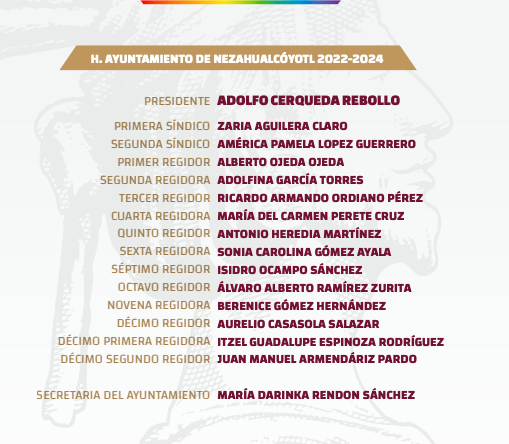 H. AYUNTAMIENTO DE NEZAHUALCÓYOTL 2022-2024
PRESIDENTE ADOLFO CERQUEDA REBOLLO
PRIMERA SÍNDICO ZARIA AGUILERA CLARO
SEGUNDA SÍNDICO AMÉRICA PAMELA LOPEZ GUERRERO
PRIMER REGIDOR ALBERTO OJEDA OJEDA
SEGUNDA REGIDORA ADOLFINA GARCÍA TORRES
TERCER REGIDOR RICARDO ARMANDO ORDIANO PÉREZ
CUARTA REGIDORA MARÍA DEL CARMEN PERETE CRUZ
QUINTO REGIDOR ANTONIO HEREDIA MARTÍNEZ
SEXTA REGIDORA SONIA CAROLINA GÓMEZ AYALA
SÉPTIMO REGIDOR ISIDRO OCAMPO SÁNCHEZ
OCTAVO REGIDOR ÁLVARO ALBERTO RAMÍREZ ZURITA
NOVENA REGIDORA BERENICE GÓMEZ HERNÁNDEZ
DÉCIMO REGIDOR AURELIO CASASOLA SALAZAR
DÉCIMO PRIMERA REGIDORA ITZEL GUADALUPE ESPINOZA RODRÍGUEZ
DÉCIMO SEGUNDO REGIDOR JUAN MANUEL ARMENDÁRIZ PARDO
SECRETARIA DEL AYUNTAMIENTO MARÍA DARINKA RENDON SÁNCHEZ